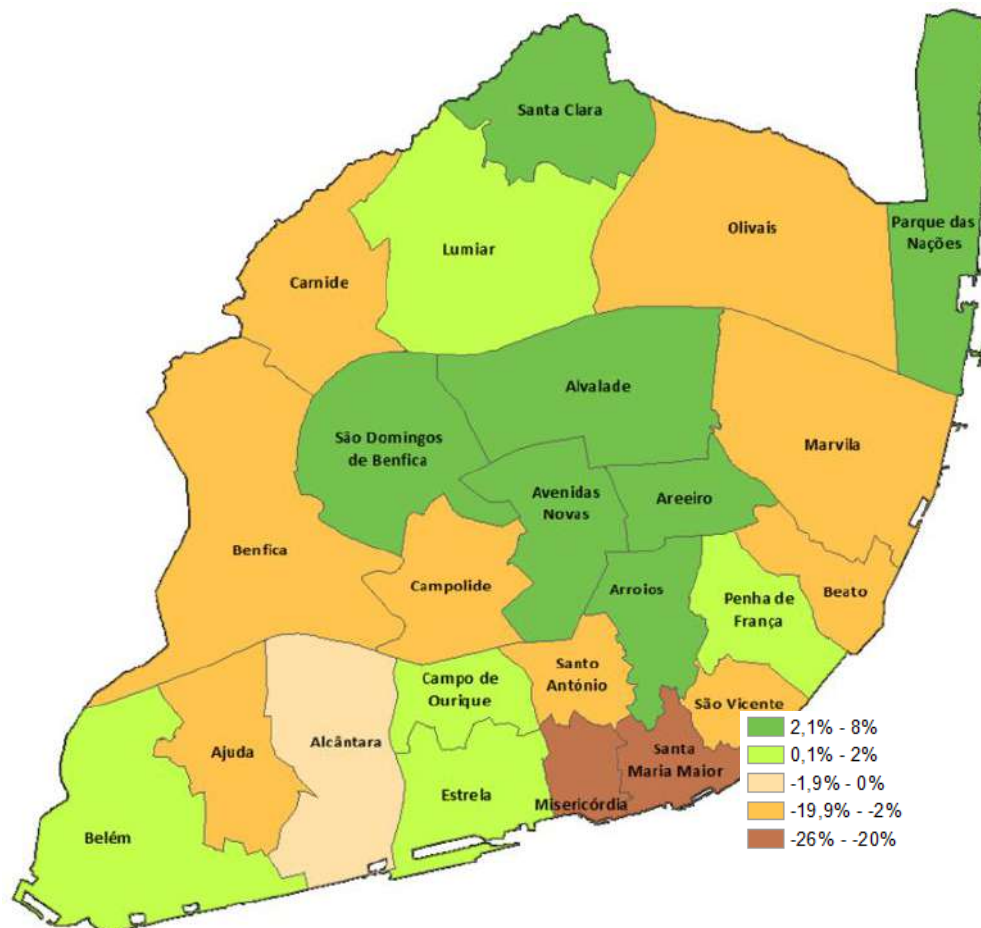 Santa Clara
Parque das
Nações
Olivais
Lumiar
Carnide
Alvalade
São Domingos
de Benfica
Marvila
Avenidas
Novas
Areeiro
Benfica
Campolide
Arroios
Beato
Penha de
França
Santo
António
Campo de
Ourique
São Vicente
Alcântara
Ajuda
Santa
Maria Maior
Estrela
Misericórdia
Belém
2,1% - 8%
0,1% - 2%
-1,9% - 0%
-19,9% - -2%
-26% - -20%